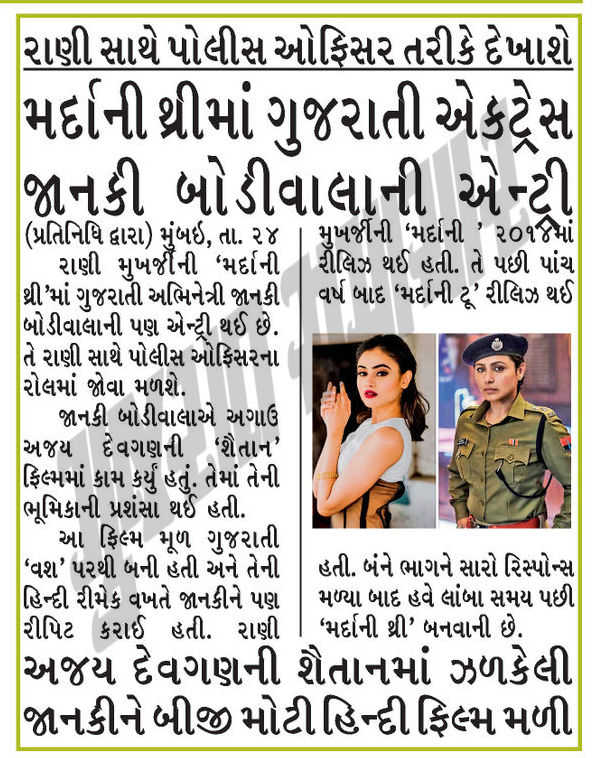 રાણી સાથે પોલીસ ઓફિસર તરીકે દેખાશે
મર્દાની થ્રીમાં ગુજરાતી એક્ટ્રેસ
જાનકી બોડીવાલાની એન્ટ્રી
(પ્રતિનિધિ દ્વારા) મુંબઈ, તા. ૨૪
રાણી મુખર્જીની ‘મર્દાની
થ્રી’માં ગુજરાતી અભિનેત્રી જાનકી
બોડીવાલાની પણ એન્ટ્રી થઈ છે.
તે રાણી સાથે પોલીસ ઓફિસરના
રોલમાં જોવા મળશે.
જાનકી બોડીવાલાએ અગાઉ
અજય દેવગણની ‘શૈતાન’
ફિલ્મમાં કામ કર્યું હતું. તેમાં તેની
ભૂમિકાની પ્રશંસા થઈ હતી.
આ ફિલ્મ મૂળ ગુજરાતી
‘વશ’ પરથી બની હતી અને તેની
હિન્દી રીમેક વખતે જાનકીને પણ
રીપિટ કરાઈ હતી. રાણી
મુખર્જીની ‘મર્દાની ’ ૨૦૧૪માં
રીલિઝ થઈ હતી. તે પછી પાંચ
વર્ષ બાદ ‘મર્દાની ટૂ’ રીલિઝ થઈ
હતી. બંને ભાગને સારો રિસ્પોન્સ
મળ્યા બાદ હવે લાંબા સમય પછી
‘મર્દાની થ્રી’ બનવાની છે.
અજય દેવગણની શૈતાનમાં ઝળકેલી
જાનકીને બીજી મોટી હિન્દી ફિલ્મ મળી